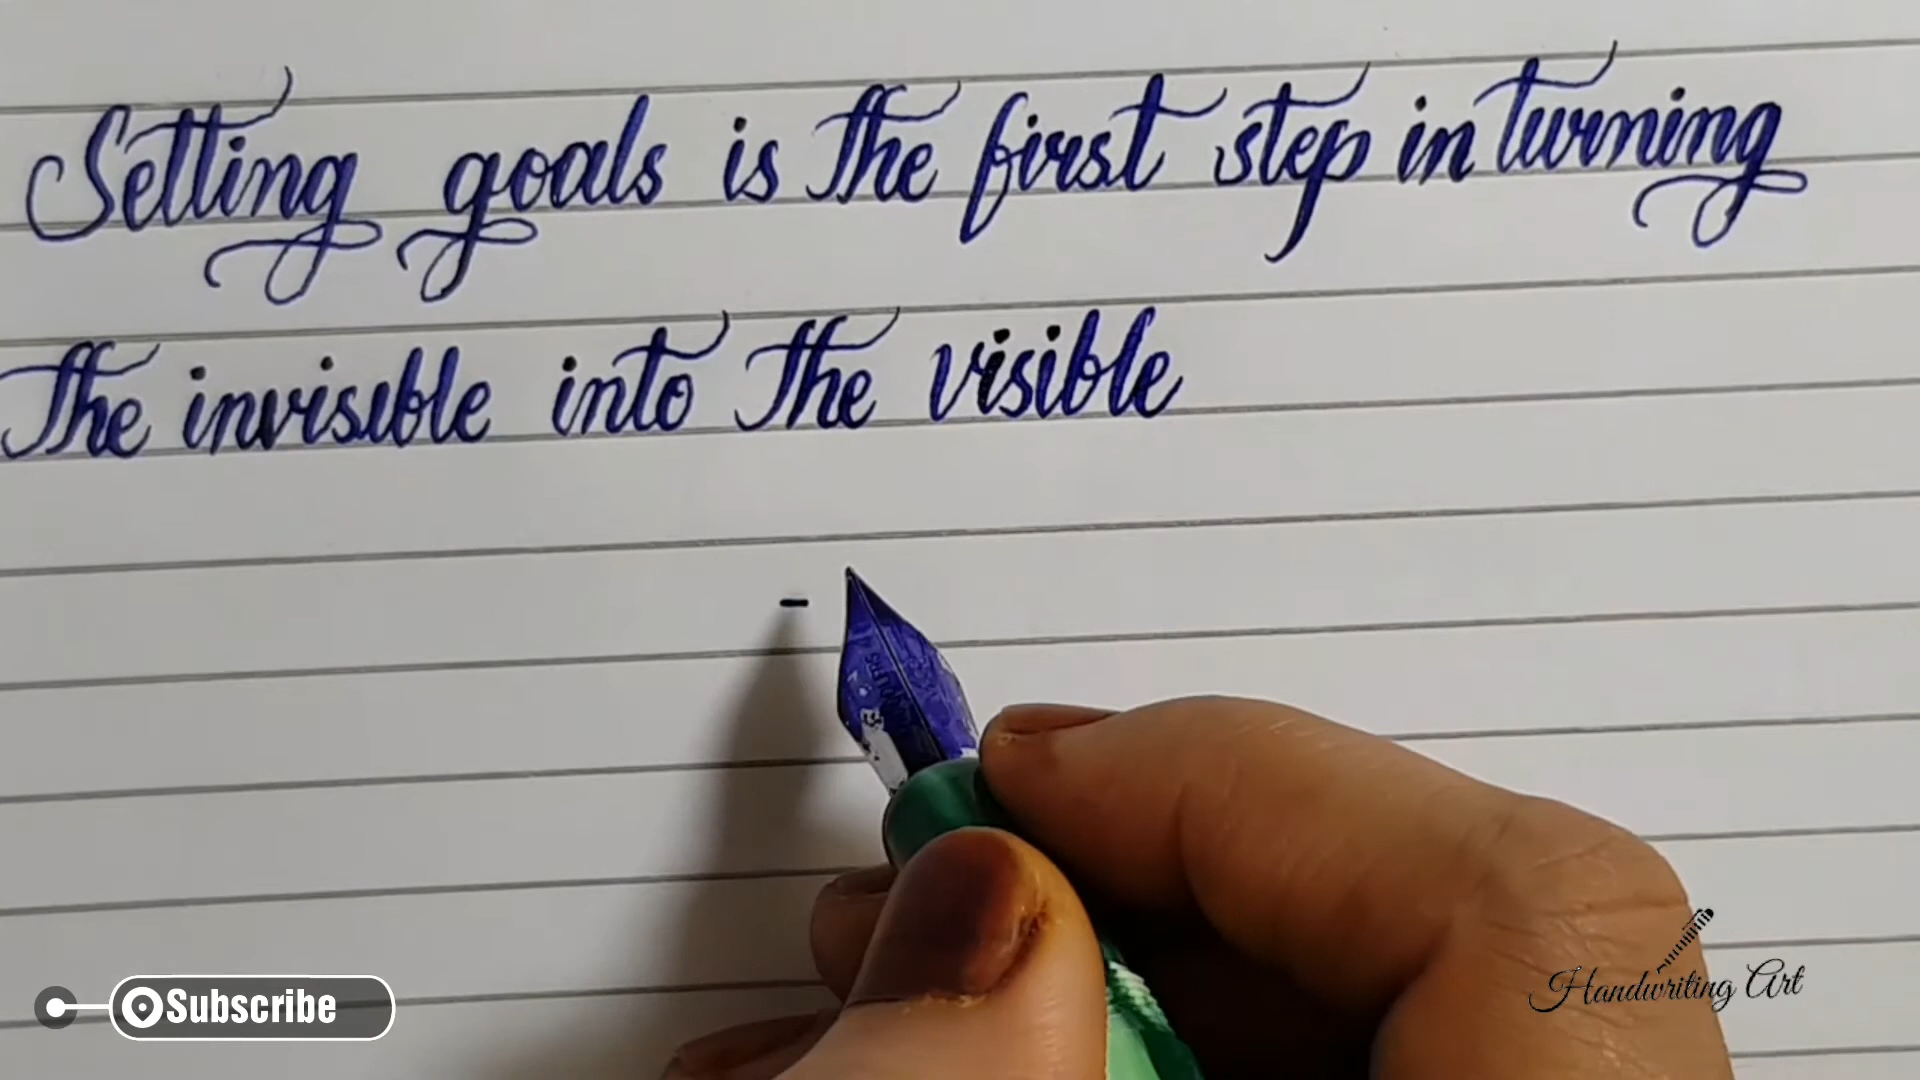 Setting goals is the first step in turning
the invisible into the visible
-
Subscribe
Handwriting Art